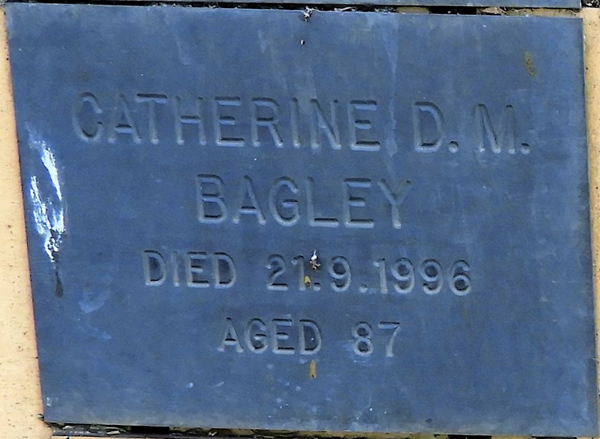 CATHERINE D. M.
BAGLEY
DIED 21.9.1996
AGED 87